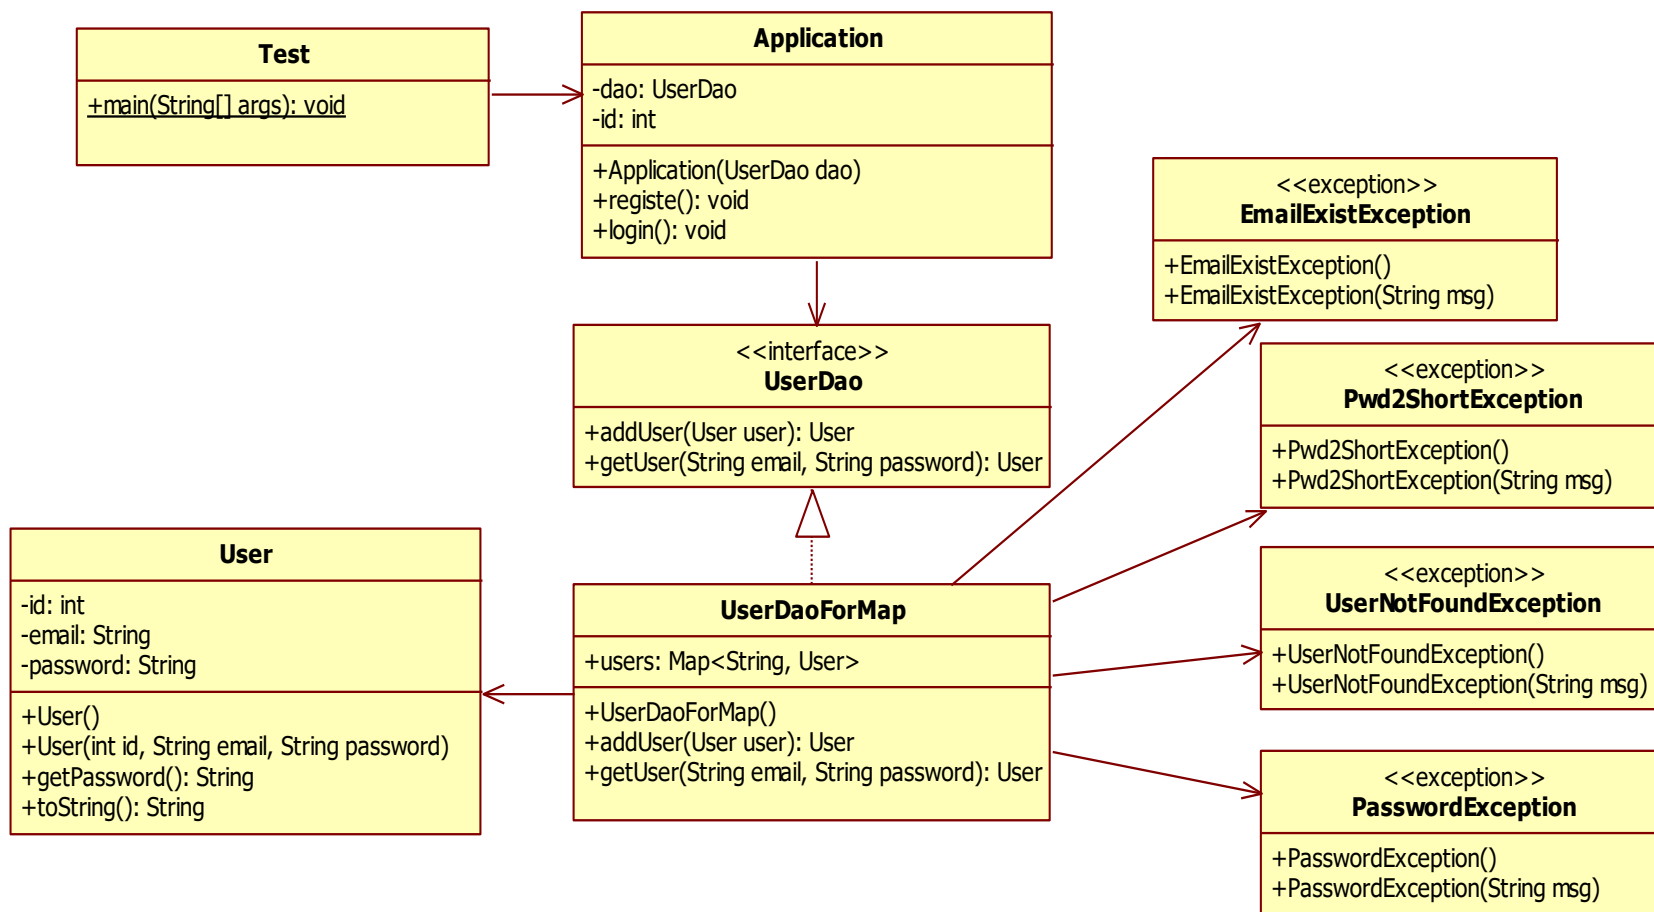 Test
+main(String[] args): void
Application
-dao: UserDao
-id: int
+Application(UserDao dao)
+registe(): void
+login(): void
<<exception>>
EmailExistException
+EmailExistException()
+EmailExistException(String msg)
<<interface>>
UserDao
+addUser(User user): User
+getUser(String email, String password): User
<<exception>>
Pwd2ShortException
+Pwd2ShortException()
+Pwd2ShortException(String msg)
User
-id: int
-email: String
-password: String
+User()
+User(int id, String email, String password)
+getPassword(): String
+toString(): String
UserDaoForMap
+users: Map<String, User>
+UserDaoForMap()
+addUser(User user): User
+getUser(String email, String password): User
<<exception>>
UserNotFoundException
+UserNotFoundException()
+UserNotFoundException(String msg)
<<exception>>
PasswordException
+PasswordException()
+PasswordException(String msg)